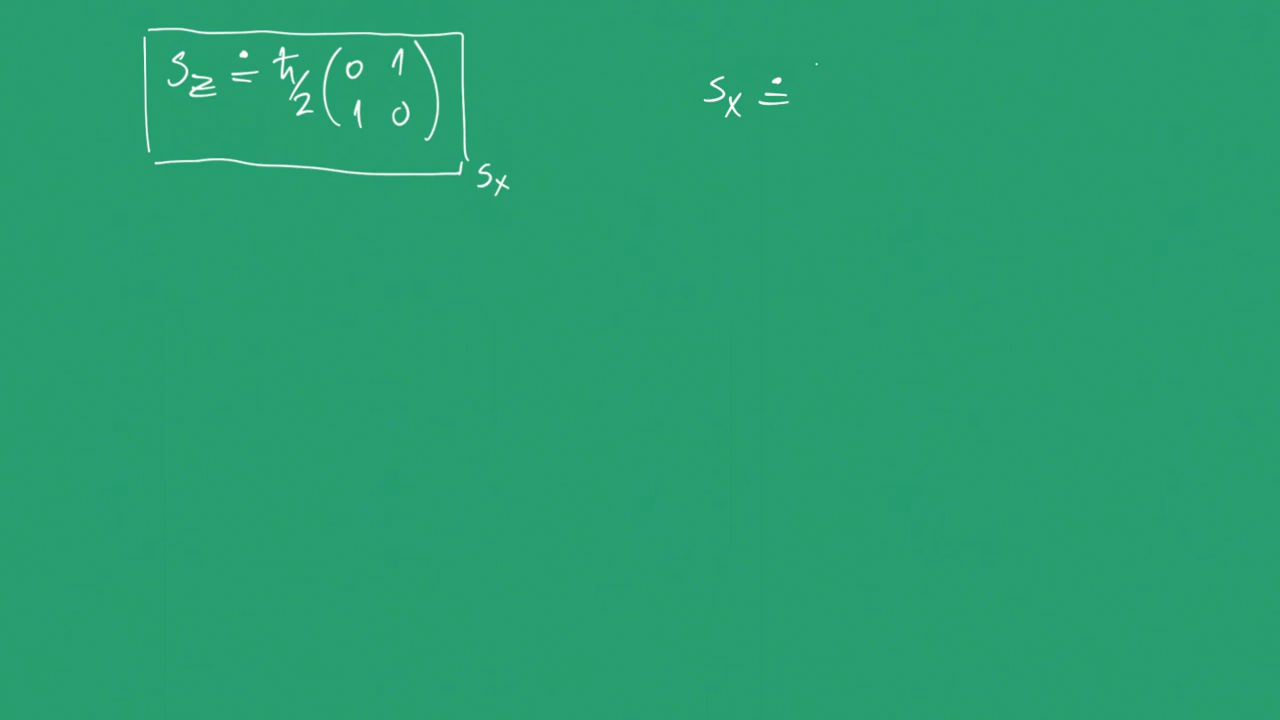 S_z ≐ ħ/2 (0 1
1 0)
S_x
S_x ≐